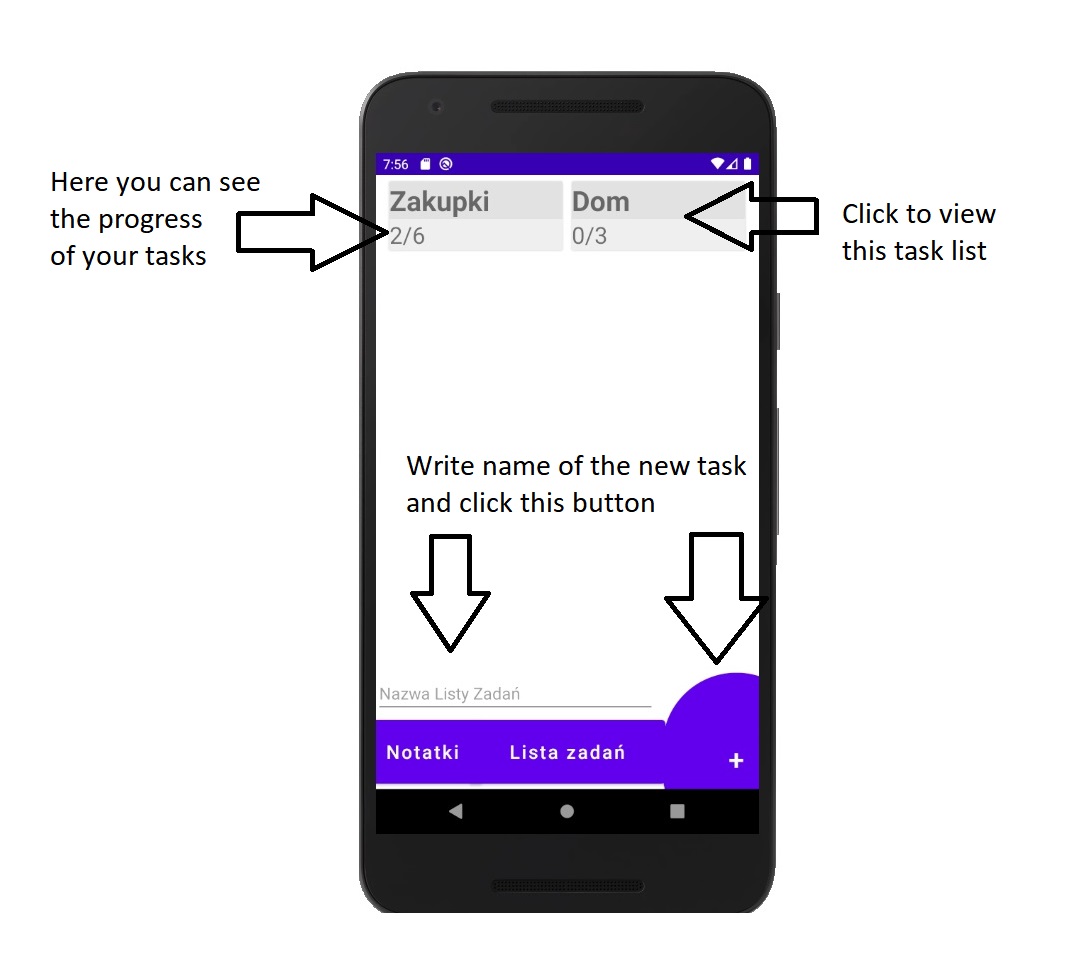 Here you can see
the progress
of your tasks
7:56
Zakupki
2/6
Dom
0/3
Click to view
this task list
Write name of the new task
and click this button
Nazwa Listy Zadań
Notatki
Lista zadań
+